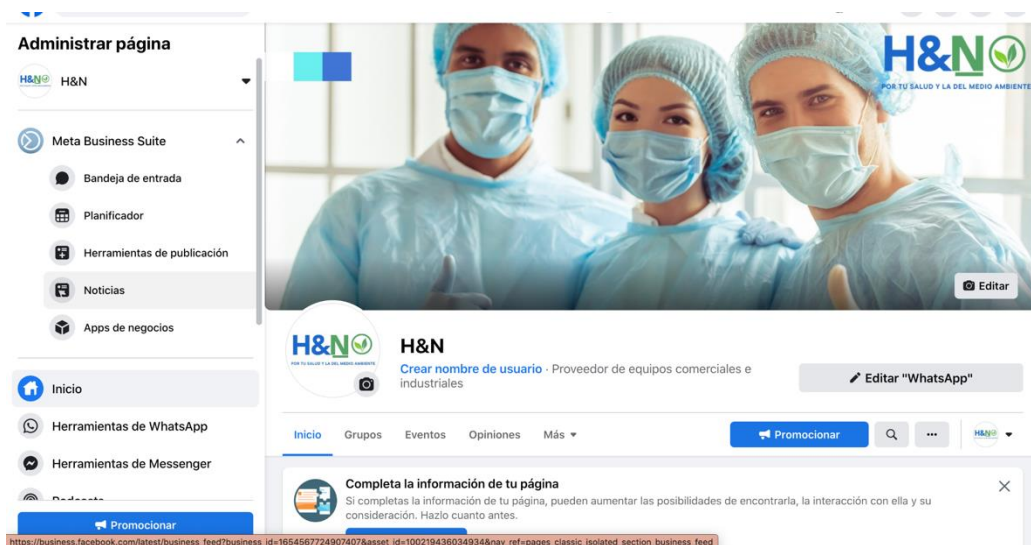 Administrar página
H&N
H&N
Meta Business Suite
Bandeja de entrada
Planificador
Herramientas de publicación
Noticias
Apps de negocios
Inicio
Herramientas de WhatsApp
Herramientas de Messenger
Podcasts
Promocionar
H&N
POR TU SALUD Y LA DEL MEDIO AMBIENTE
Editar
H&N
POR TU SALUD Y LA DEL MEDIO AMBIENTE
H&N
Crear nombre de usuario · Proveedor de equipos comerciales e
industriales
Editar "WhatsApp"
Inicio Grupos Eventos Opiniones Más
Promocionar
H&N
Completa la información de tu página
Si completas la información de tu página, pueden aumentar las posibilidades de encontrarla, la interacción con ella y su
consideración. Hazlo cuanto antes.
https://business.facebook.com/latest/business_feed?business_id=1654567724907407&asset_id=100219436034934&nav_ref=pages_classic_isolated_section_business_feed